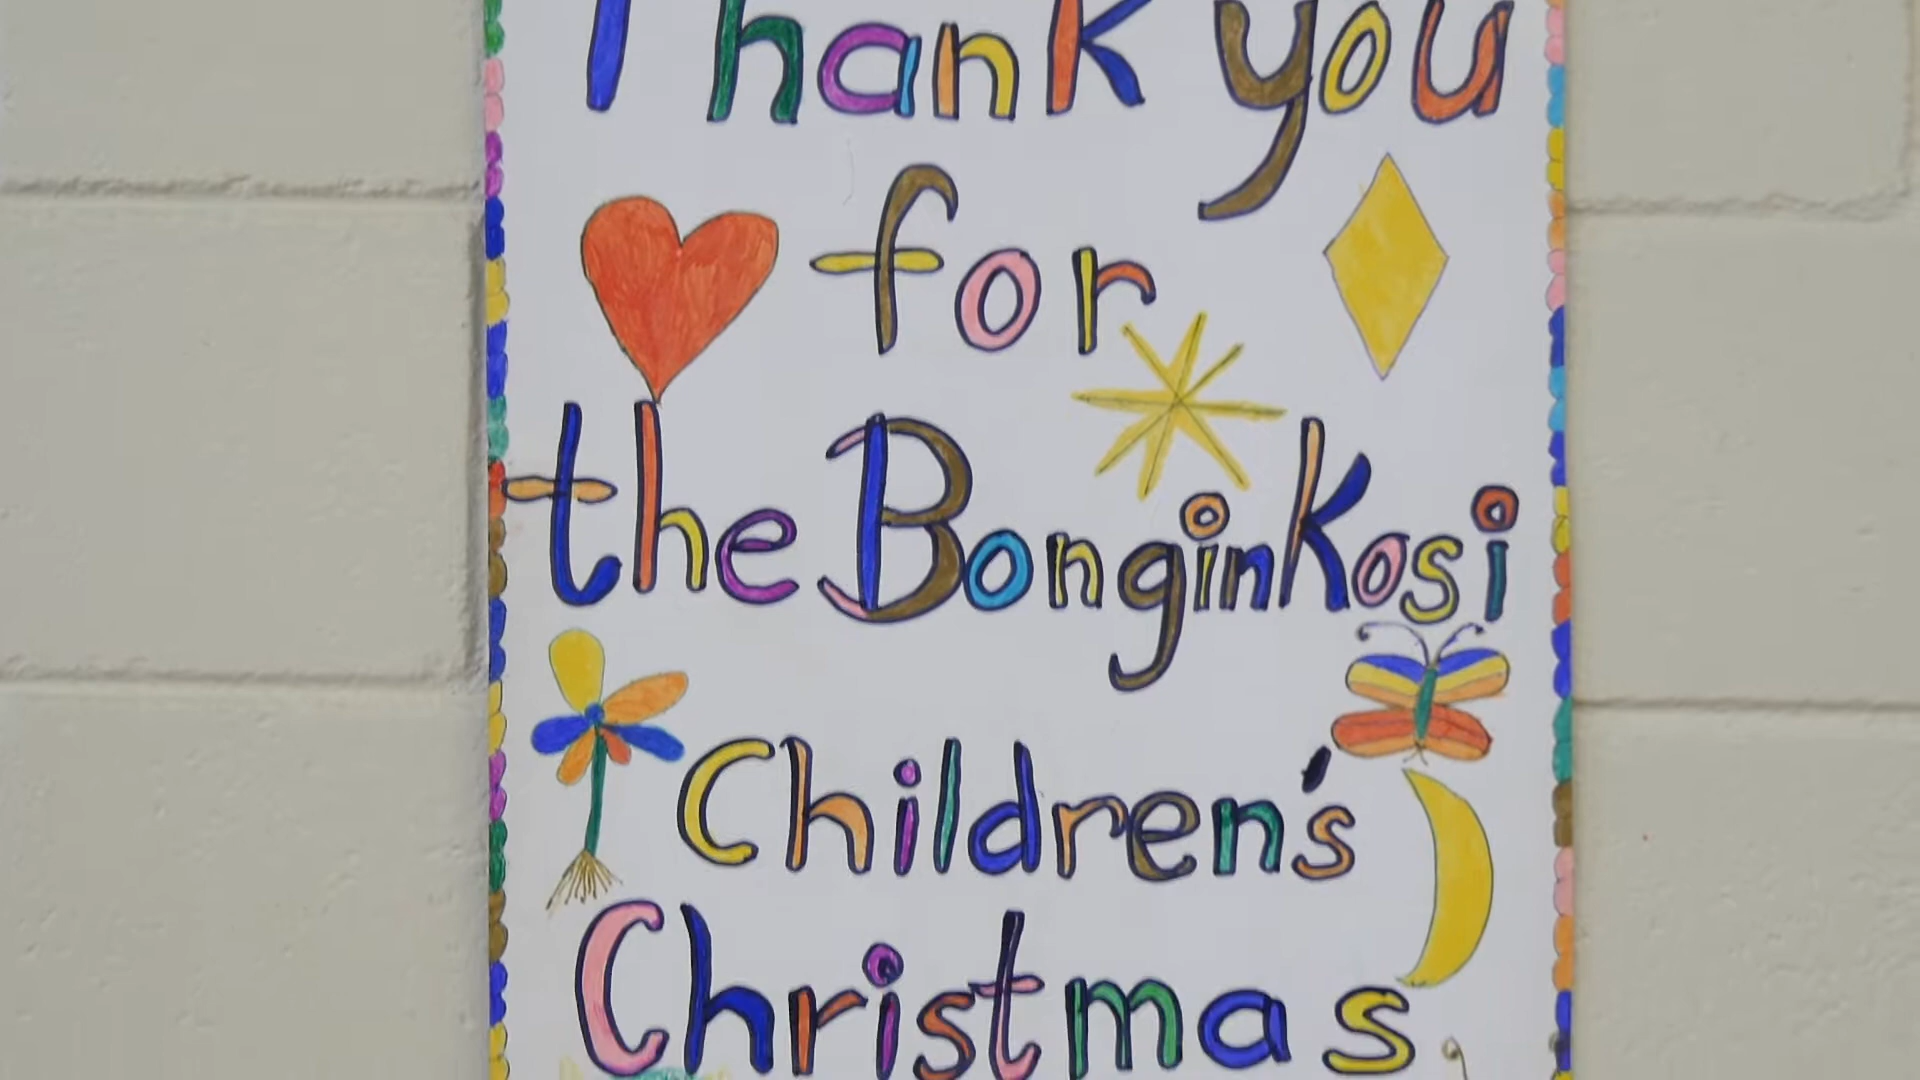 Thank you
for
the Bonginkosi
Children's
Christmas